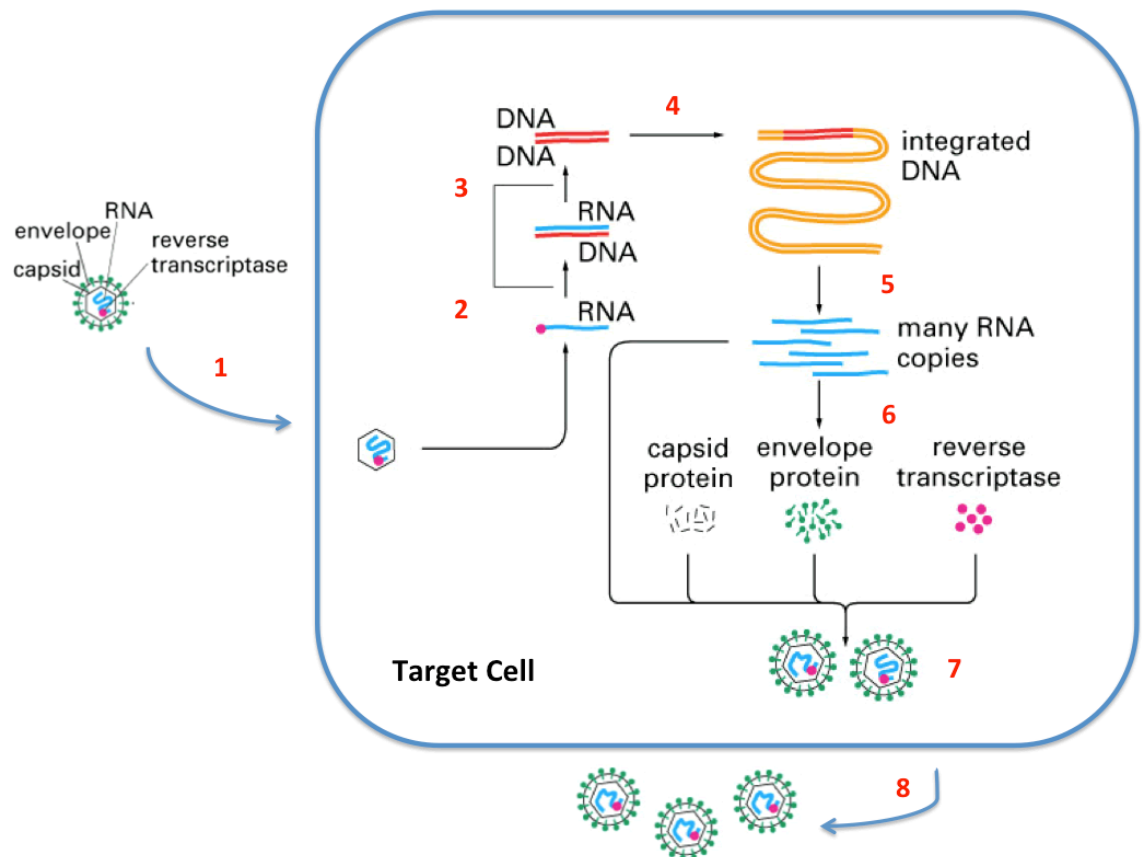 RNA
envelope
reverse
transcriptase
capsid
1
DNA
DNA
4
integrated
DNA
3
RNA
DNA
2
RNA
5
many RNA
copies
6
capsid
protein
envelope
protein
reverse
transcriptase
Target Cell
7
8